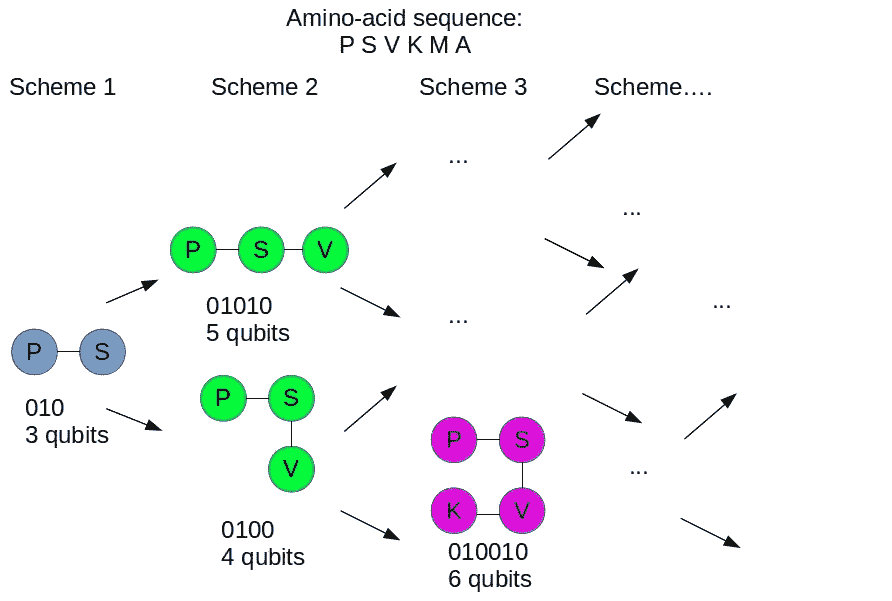 Amino-acid sequence:
P S V K M A
Scheme 1
Scheme 2
Scheme 3
Scheme....
...
...
P S V
01010
5 qubits
...
...
P S
010
3 qubits
P S
V
0100
4 qubits
P S
K V
010010
6 qubits
...